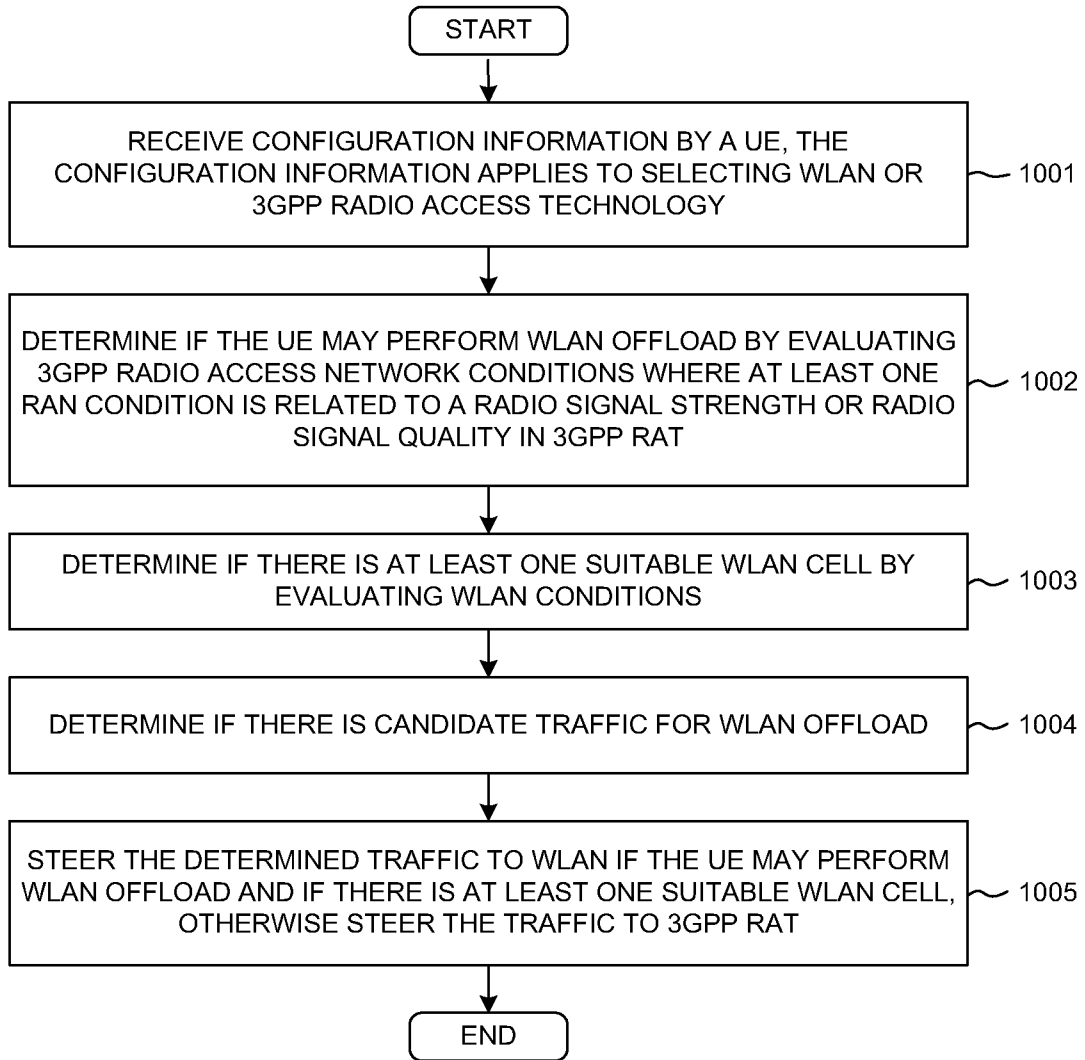 START
RECEIVE CONFIGURATION INFORMATION BY A UE, THE
CONFIGURATION INFORMATION APPLIES TO SELECTING WLAN OR
3GPP RADIO ACCESS TECHNOLOGY
1001
DETERMINE IF THE UE MAY PERFORM WLAN OFFLOAD BY EVALUATING
3GPP RADIO ACCESS NETWORK CONDITIONS WHERE AT LEAST ONE
RAN CONDITION IS RELATED TO A RADIO SIGNAL STRENGTH OR RADIO
SIGNAL QUALITY IN 3GPP RAT
1002
DETERMINE IF THERE IS AT LEAST ONE SUITABLE WLAN CELL BY
EVALUATING WLAN CONDITIONS
1003
DETERMINE IF THERE IS CANDIDATE TRAFFIC FOR WLAN OFFLOAD
1004
STEER THE DETERMINED TRAFFIC TO WLAN IF THE UE MAY PERFORM
WLAN OFFLOAD AND IF THERE IS AT LEAST ONE SUITABLE WLAN CELL,
OTHERWISE STEER THE TRAFFIC TO 3GPP RAT
1005
END